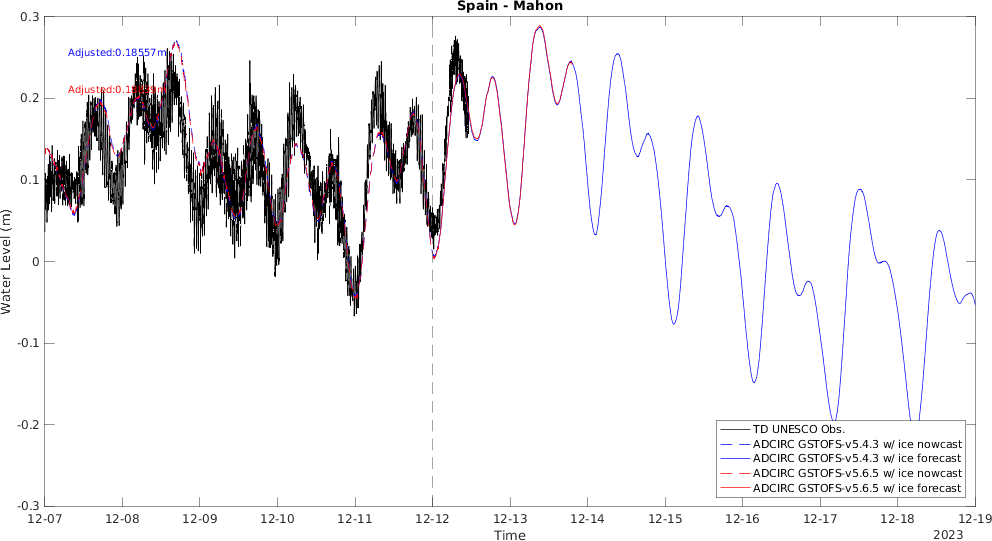 Spain - Mahon
0.3
0.2
0.1
0
-0.1
-0.2
-0.3
Water Level (m)
Adjusted:0.18557m
TD UNESCO Obs.
ADCIRC GSTOFS-v5.4.3 w/ ice nowcast
ADCIRC GSTOFS-v5.4.3 w/ ice forecast
ADCIRC GSTOFS-v5.6.5 w/ ice nowcast
ADCIRC GSTOFS-v5.6.5 w/ ice forecast
12-07 12-08 12-09 12-10 12-11 12-12 12-13 12-14 12-15 12-16 12-17 12-18 12-19
Time
2023